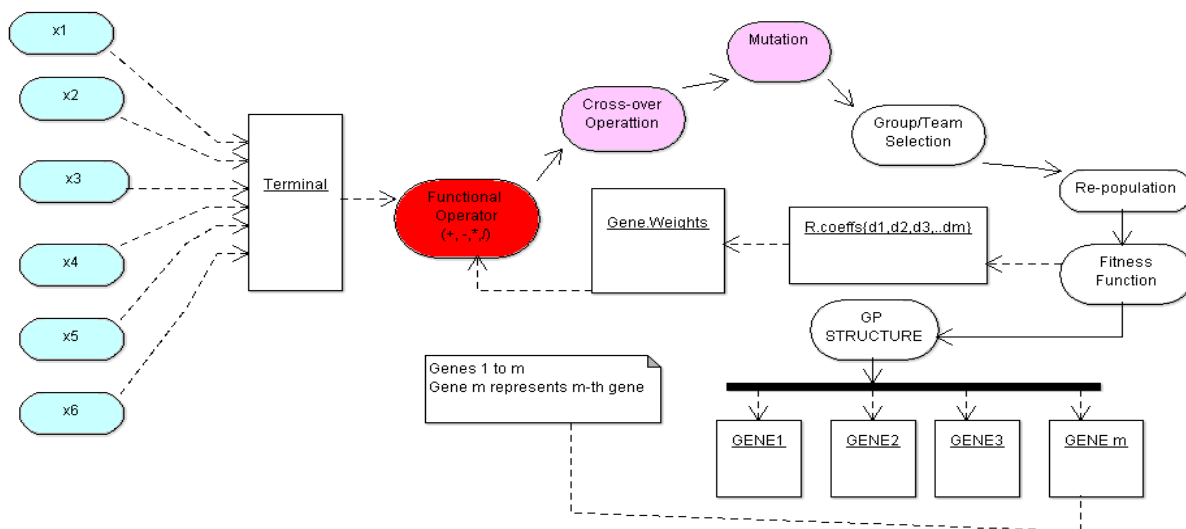 x1
x2
x3
x4
x5
x6
Terminal
Functional
Operator
(+, -,*,/)
Cross-over
Operattion
Mutation
Group/Team
Selection
Re-population
Fitness
Function
R.coeffs{d1,d2,d3,..dm}
Gene.Weights
GP
STRUCTURE
Genes 1 to m
Gene m represents m-th gene
GENE1
GENE2
GENE3
GENE m